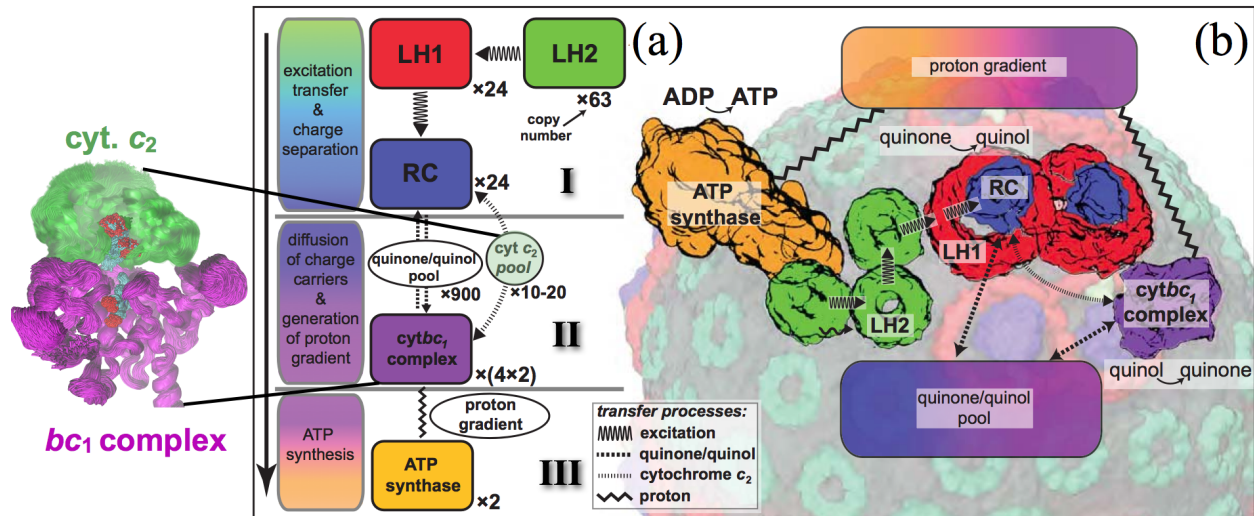 cyt. c₂
bc₁ complex
excitation
transfer
&
charge
separation
LH1
×24
LH2
×63
copy
number
RC
×24
I
diffusion
of charge
carriers
&
generation
of proton
gradient
quinone/quinol
pool
×900
cyt c₂
pool
×10-20
cytbc₁
complex
×(4×2)
II
ATP
synthesis
proton
gradient
ATP
synthase
×2
III
transfer processes:
excitation
quinone/quinol
cytochrome c₂
proton
(a)
(b)
proton gradient
ADP ATP
quinone quinol
ATP
synthase
RC
LH1
LH2
cytbc₁
complex
quinol quinone
quinone/quinol
pool